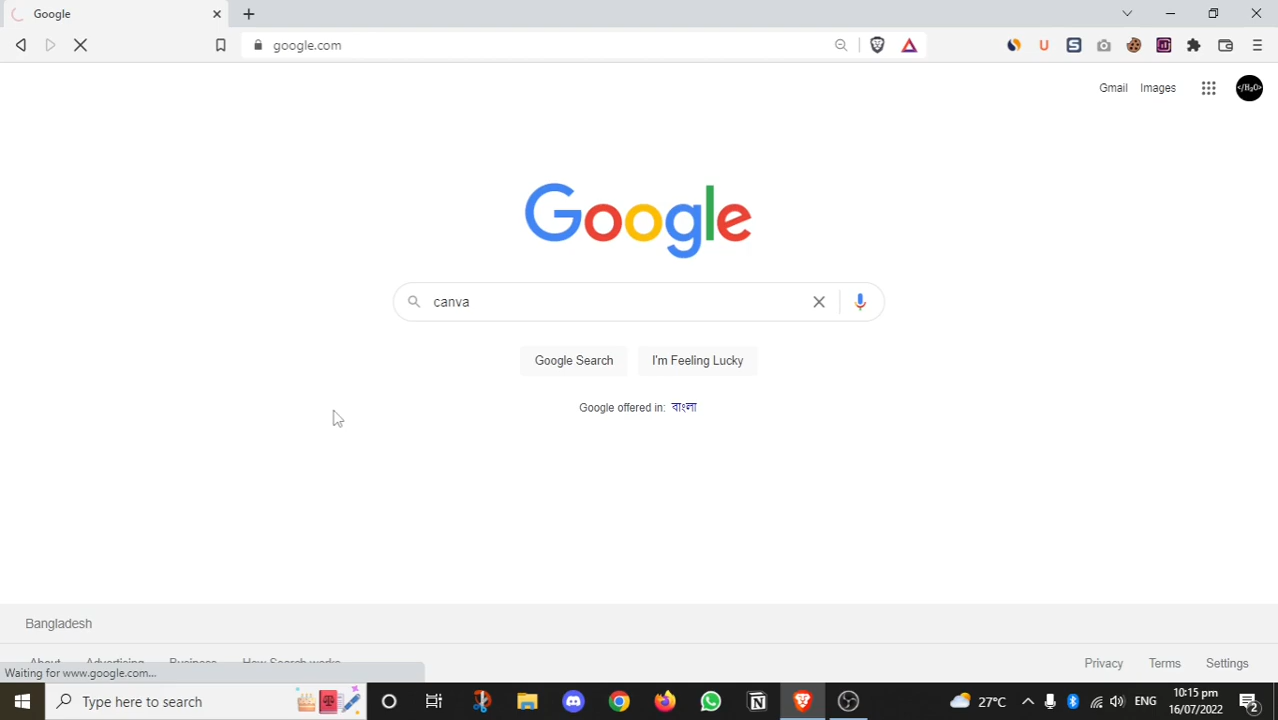 Google
google.com
Gmail Images
</H2O>
Google
canva
Google Search I'm Feeling Lucky
Google offered in: বাংলা
Bangladesh
About Advertising Business How Search works
Privacy Terms Settings
Waiting for www.google.com...
Type here to search
27°C
ENG
10:15 pm
16/07/2022
2